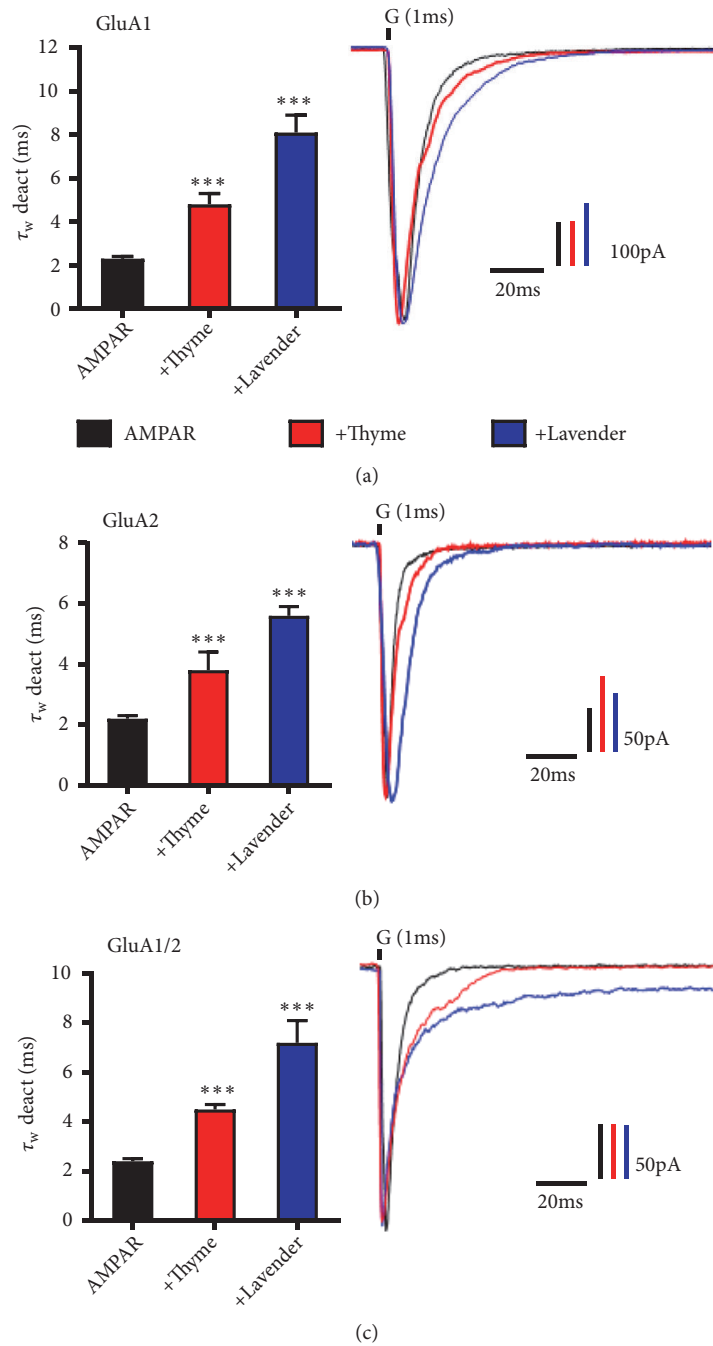 GluA1
G (1ms)
12
10
8
6
4
2
0
τw deact (ms)
***
***
AMPAR
+Thyme
+Lavender
100pA
20ms
AMPAR
+Thyme
+Lavender
(a)
GluA2
G (1ms)
8
6
4
2
0
τw deact (ms)
***
***
AMPAR
+Thyme
+Lavender
50pA
20ms
(b)
GluA1/2
G (1ms)
10
8
6
4
2
0
τw deact (ms)
***
***
AMPAR
+Thyme
+Lavender
50pA
20ms
(c)